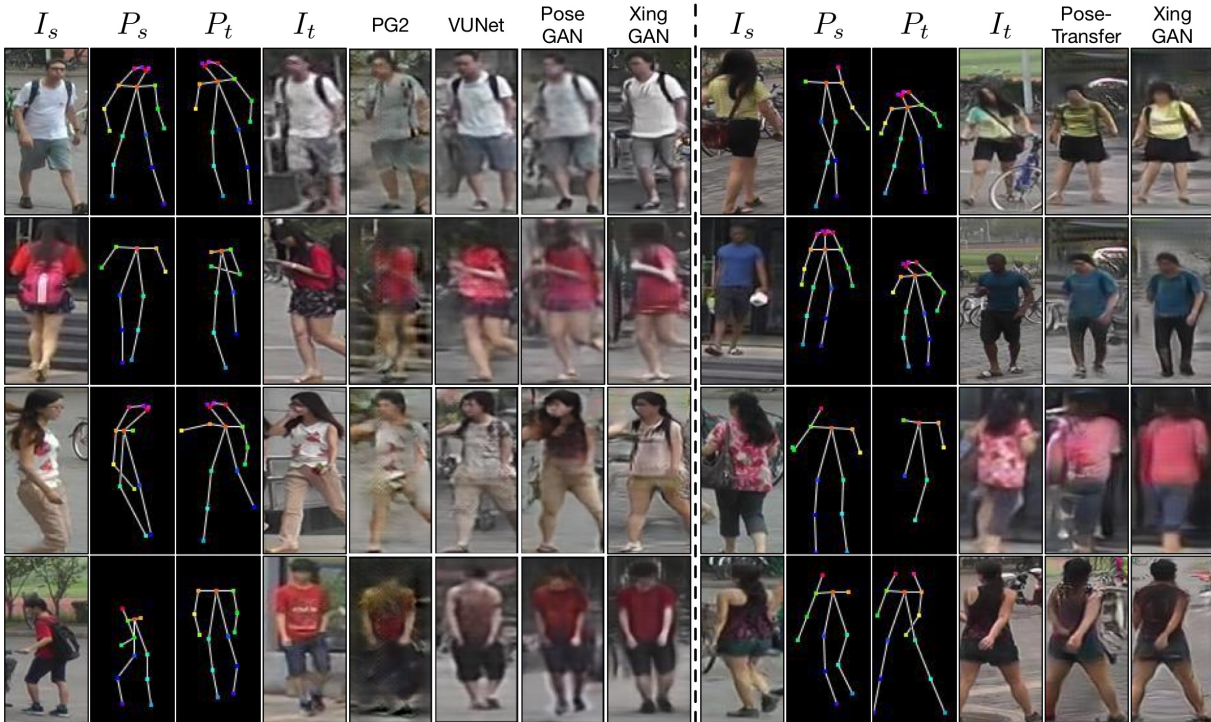 I_s P_s P_t I_t PG2 VUNet Pose GAN Xing GAN I_s P_s P_t I_t Pose-Transfer Xing GAN